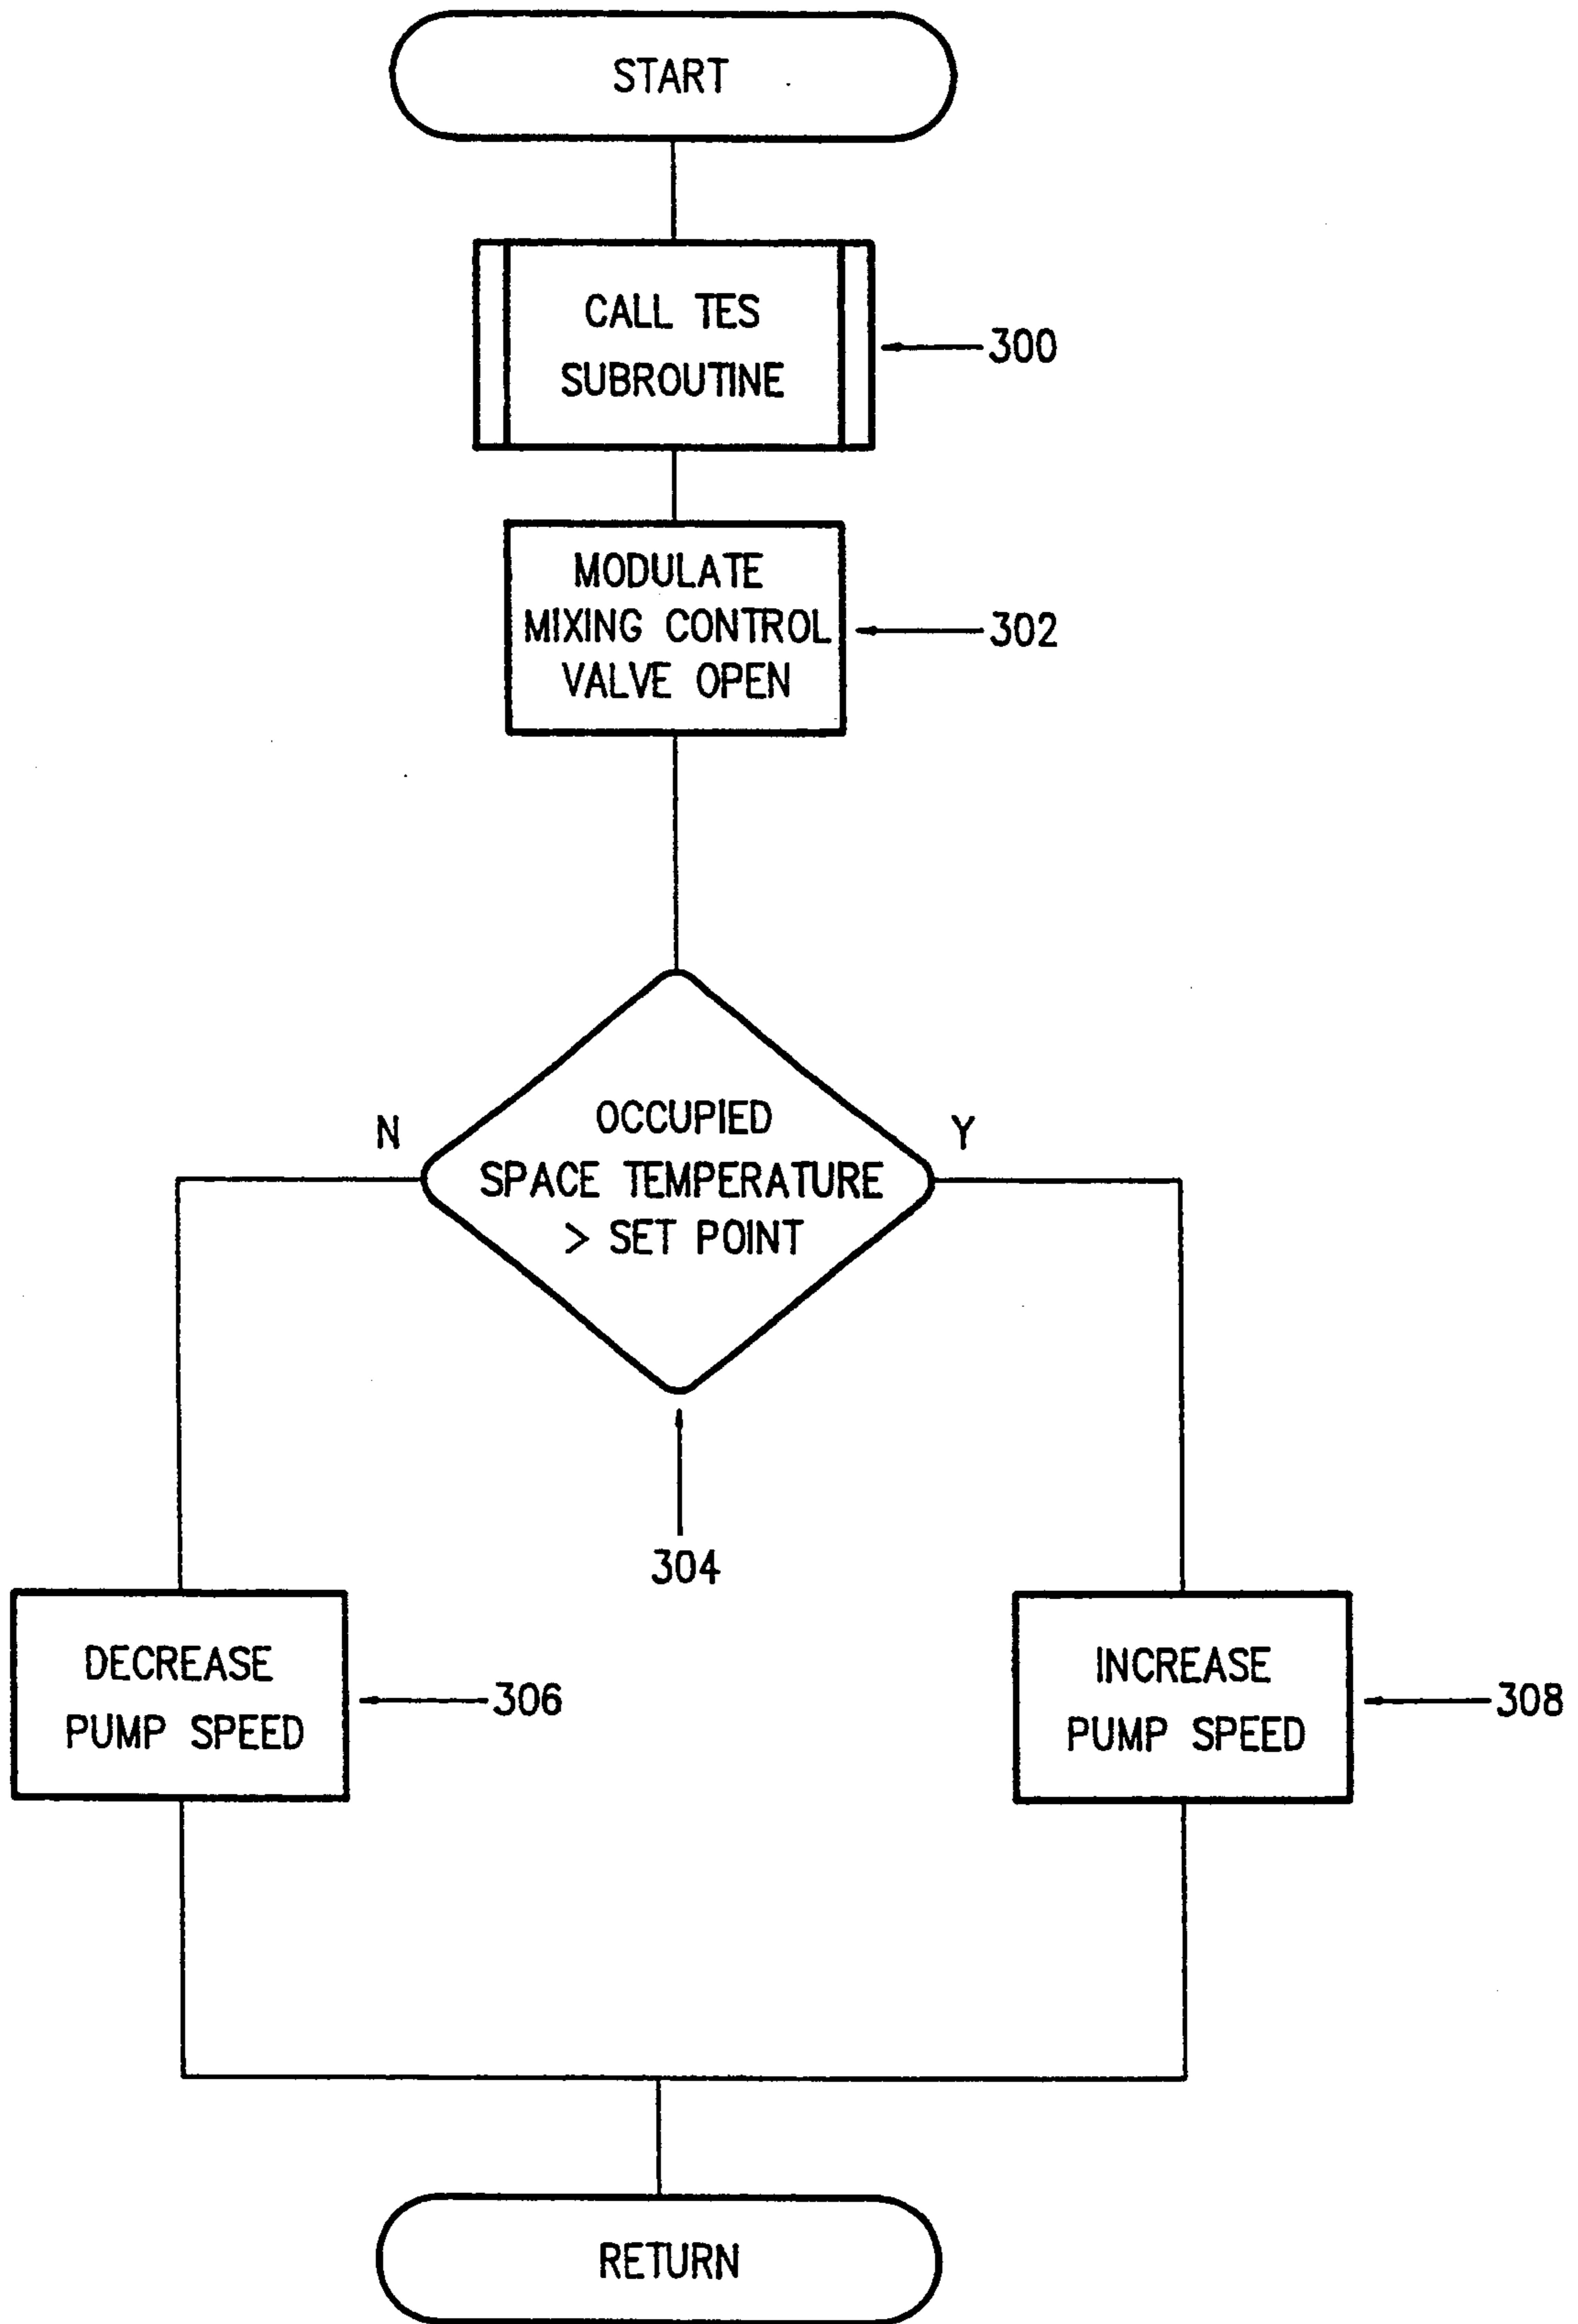 START
CALL TES
SUBROUTINE
300
MODULATE
MIXING CONTROL
VALVE OPEN
302
N
OCCUPIED
SPACE TEMPERATURE
> SET POINT
Y
304
DECREASE
PUMP SPEED
306
INCREASE
PUMP SPEED
308
RETURN